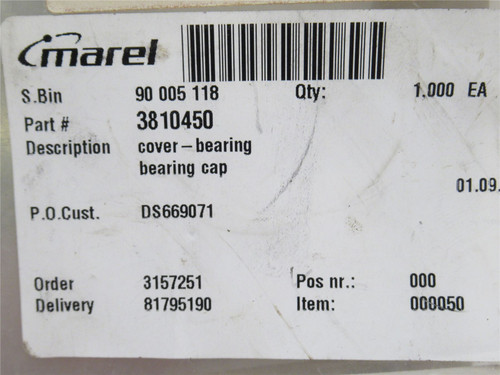 marel
S.Bin 90 005 118 Qty: 1.000 EA
Part # 3810450
Description cover-bearing
bearing cap
01.09.
P.O.Cust. DS669071
Order 3157251 Pos nr.: 000
Delivery 81795190 Item: 000050